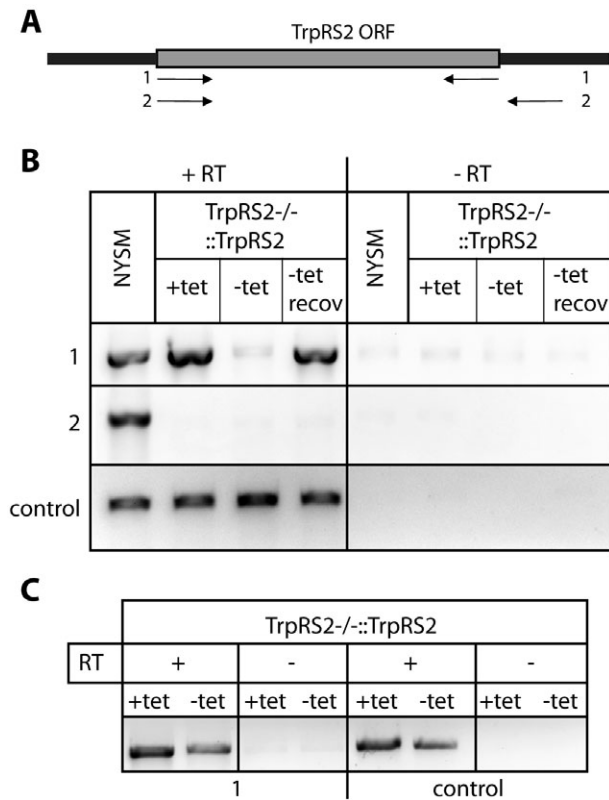 A
TrpRS2 ORF
1 1
2 2
B
+ RT - RT
NYSM TrpRS2-/- ::TrpRS2 NYSM TrpRS2-/- ::TrpRS2
+tet -tet -tet recov +tet -tet -tet recov
1
2
control
C
TrpRS2-/-::TrpRS2
RT + - + -
+tet -tet +tet -tet +tet -tet +tet -tet
1 control